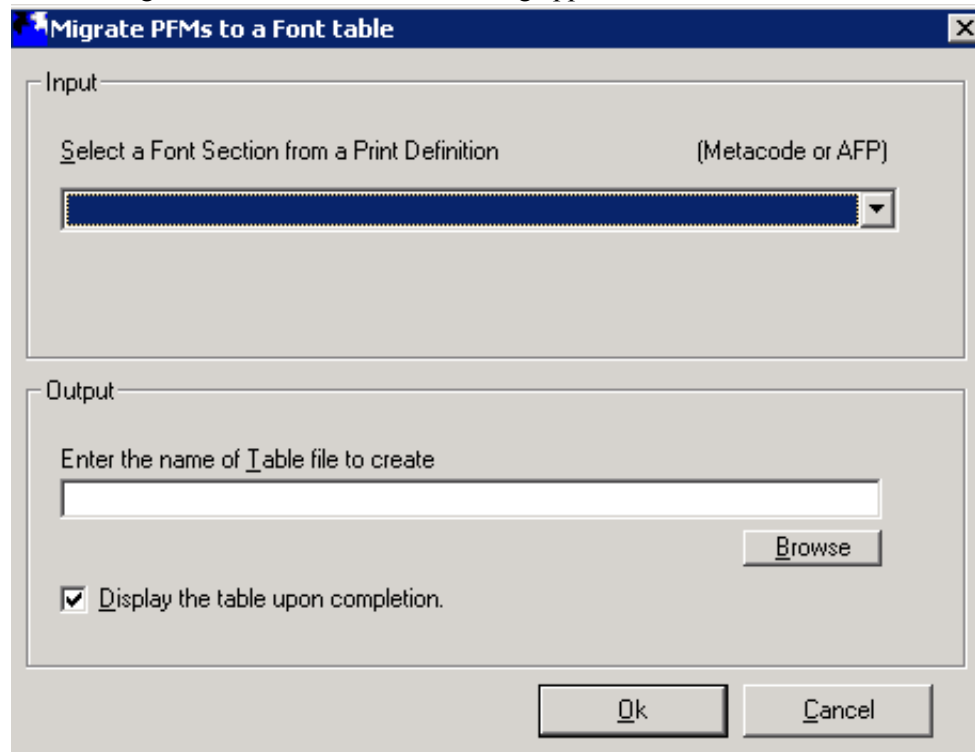 Migrate PFMs to a Font table
Input
Select a Font Section from a Print Definition (Metacode or AFP)
Output
Enter the name of Table file to create
Browse
Display the table upon completion.
Ok Cancel